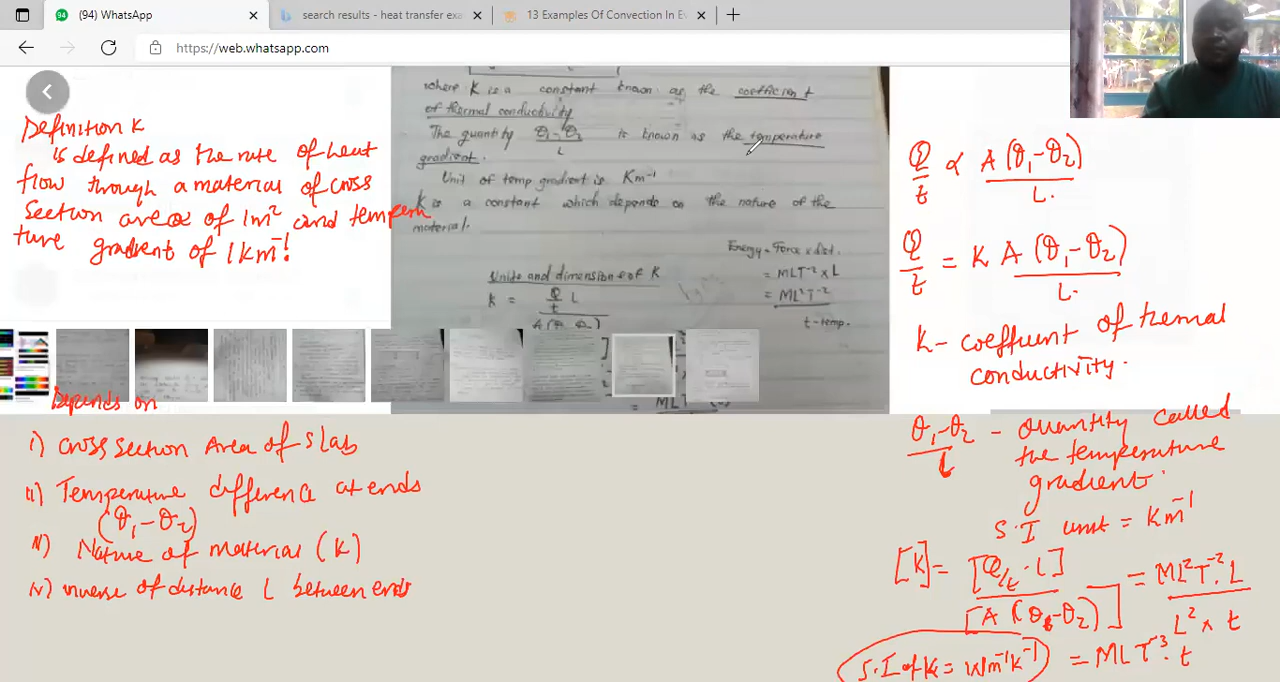 (94) WhatsApp
search results - heat transfer exa
13 Examples Of Convection In Ev
https://web.whatsapp.com
where K is a constant known as the coefficient
of thermal conductivity
The quantity θ₁-θ₂/L is known as the temperature
gradient.
Unit of temp gradient is Km⁻¹
K is a constant which depends on the nature of the
material.
Energy = Force x dist.
= MLT⁻² x L
= ML²T⁻²
t - temp.
Units and dimension of K
K = Q/t L / A(θ₁-θ₂)
Definition K
is defined as the rate of heat
flow through a material of cross
section area of 1m² and tempera
ture gradient of 1Km⁻¹
Depends on
i) Cross section Area of slab
ii) Temperature difference at ends
(θ₁-θ₂)
Nature of material (K)
iv) inverse of distance L between ends
Q/t ∝ A(θ₁-θ₂)/L.
Q/t = K A (θ₁-θ₂)/L.
K - coeffient of themal
conductivity.
θ₁-θ₂/L - Quantity called
the temperature
gradient.
S.I unit = Km⁻¹
[K] = [Q/t · L] / [A (θ₁-θ₂)] = ML²T⁻². L / L² x t
S.I of K = Wm⁻¹K⁻¹ = MLT⁻³. t